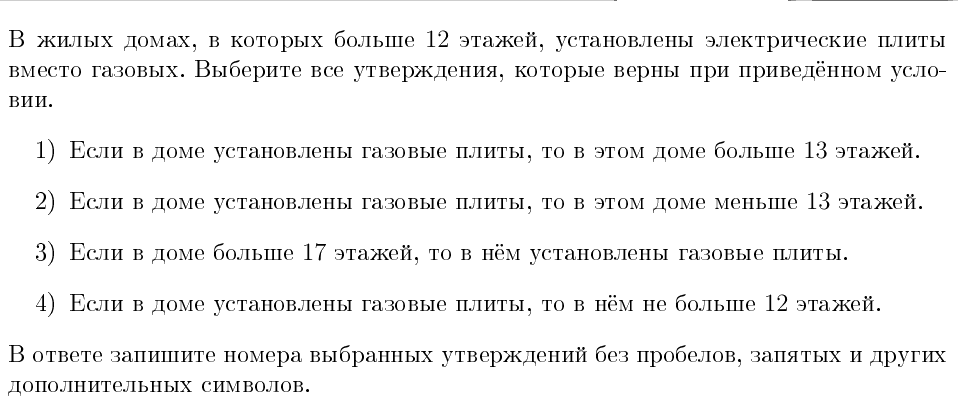 В жилых домах, в которых больше 12 этажей, установлены электрические плиты
вместо газовых. Выберите все утверждения, которые верны при приведённом усло-
вии.
1) Если в доме установлены газовые плиты, то в этом доме больше 13 этажей.
2) Если в доме установлены газовые плиты, то в этом доме меньше 13 этажей.
3) Если в доме больше 17 этажей, то в нём установлены газовые плиты.
4) Если в доме установлены газовые плиты, то в нём не больше 12 этажей.
В ответе запишите номера выбранных утверждений без пробелов, запятых и других
дополнительных символов.